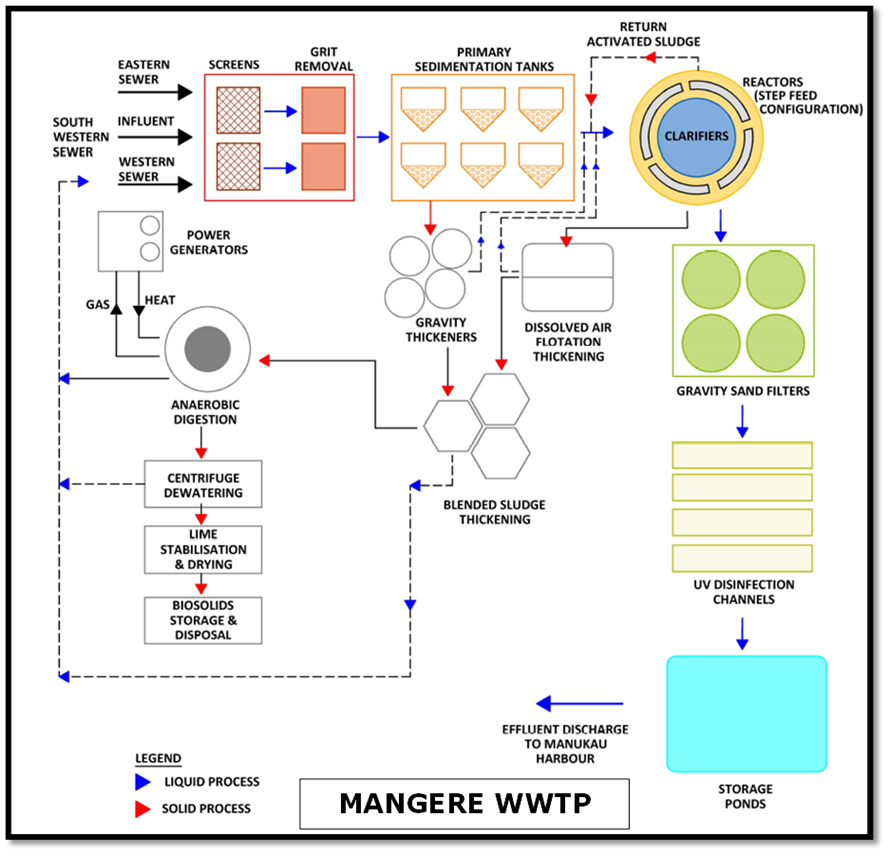 RETURN
ACTIVATED SLUDGE
EASTERN
SEWER
SCREENS
GRIT
REMOVAL
PRIMARY
SEDIMENTATION TANKS
REACTORS
(STEP FEED
CONFIGURATION)
SOUTH
WESTERN
SEWER
INFLUENT
CLARIFIERS
WESTERN
SEWER
POWER
GENERATORS
GAS
HEAT
GRAVITY
THICKENERS
DISSOLVED AIR
FLOTATION
THICKENING
GRAVITY SAND FILTERS
ANAEROBIC
DIGESTION
CENTRIFUGE
DEWATERING
BLENDED SLUDGE
THICKENING
LIME
STABILISATION
& DRYING
UV DISINFECTION
CHANNELS
BIOSOLIDS
STORAGE &
DISPOSAL
EFFLUENT DISCHARGE
TO MANUKAU
HARBOUR
STORAGE
PONDS
LEGEND
LIQUID PROCESS
SOLID PROCESS
MANGERE WWTP